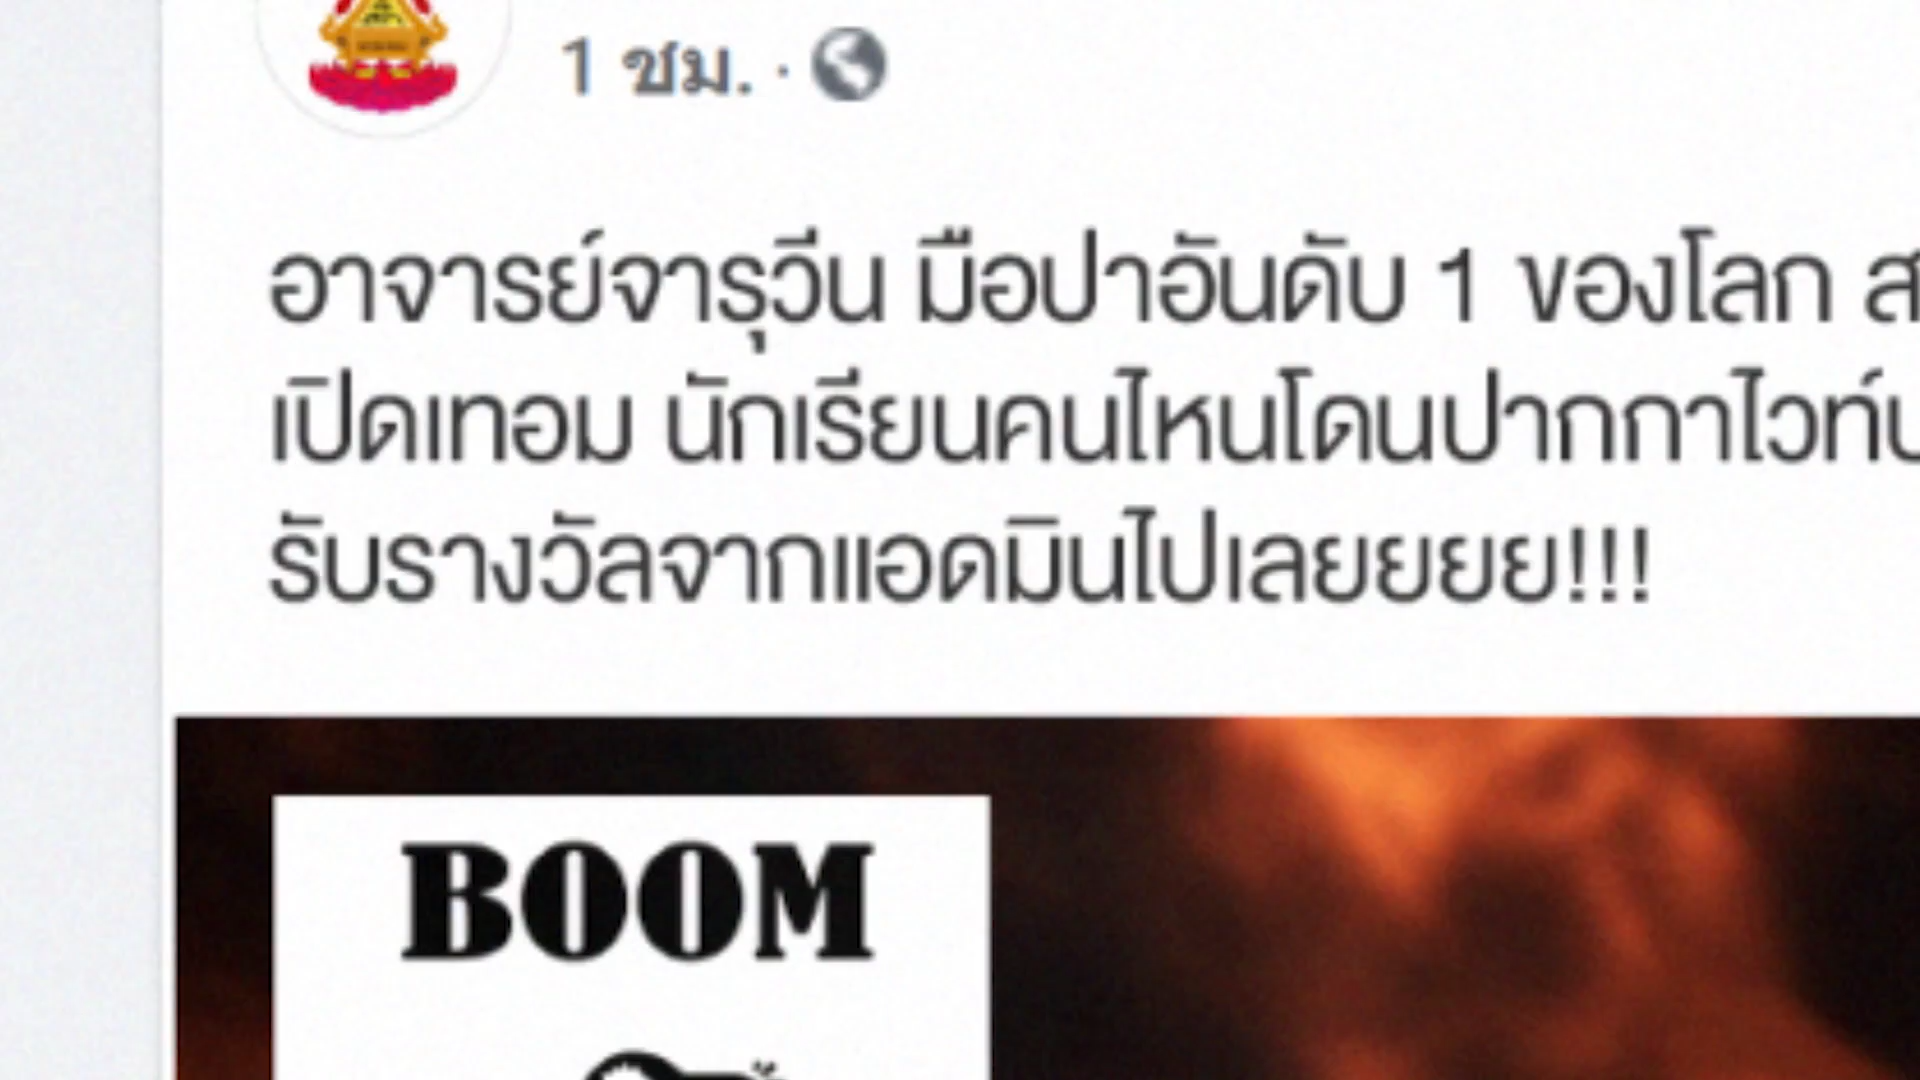 1 ชม. ·
อาจารย์จารุวีน มือปาอันดับ 1 ของโลก
เปิดเทอม นักเรียนคนไหนโดนปากกาไวท์
รับรางวัลจากแอดมินไปเลยยยยย!!!
BOOM